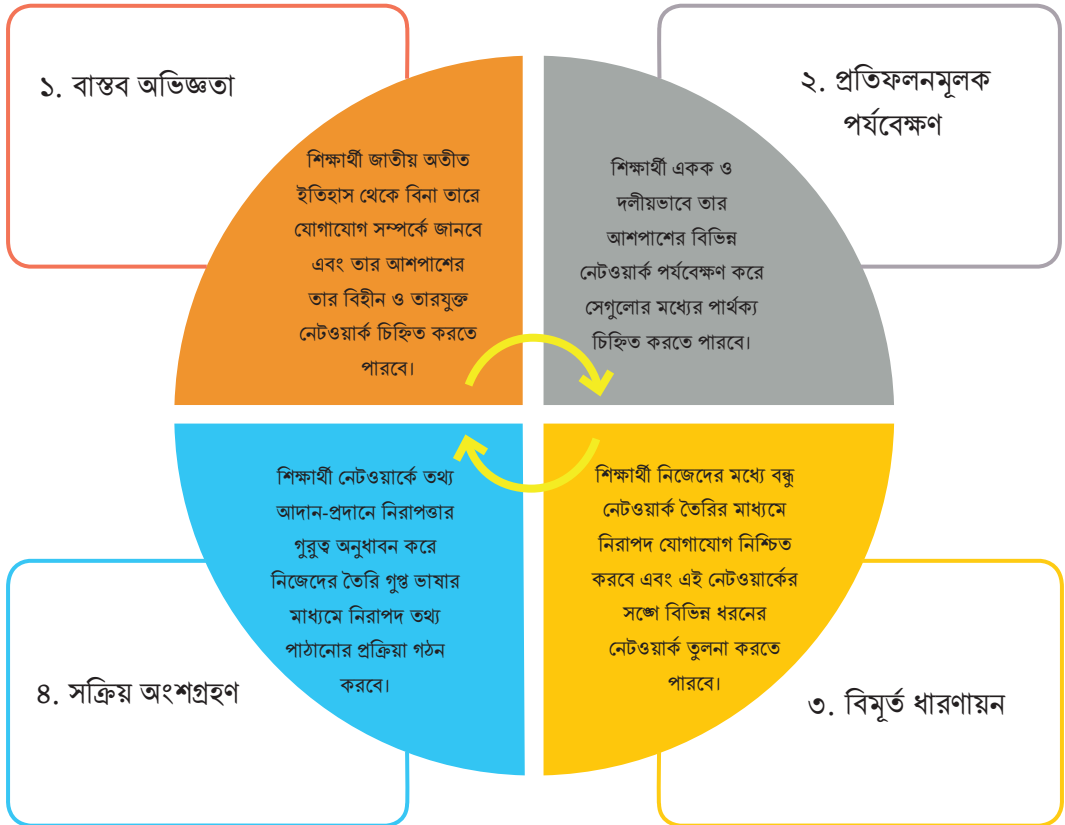 ১. বাস্তব অভিজ্ঞতা
শিক্ষার্থী জাতীয় অতীত
ইতিহাস থেকে বিনা তারে
যোগাযোগ সম্পর্কে জানবে
এবং তার আশপাশের
তার বিহীন ও তারযুক্ত
নেটওয়ার্ক চিহ্নিত করতে
পারবে।
২. প্রতিফলনমূলক
পর্যবেক্ষণ
শিক্ষার্থী একক ও
দলীয়ভাবে তার
আশপাশের বিভিন্ন
নেটওয়ার্ক পর্যবেক্ষণ করে
সেগুলোর মধ্যের পার্থক্য
চিহ্নিত করতে পারবে।
শিক্ষার্থী নিজেদের মধ্যে বন্ধু
নেটওয়ার্ক তৈরির মাধ্যমে
নিরাপদ যোগাযোগ নিশ্চিত
করবে এবং এই নেটওয়ার্কের
সঙ্গে বিভিন্ন ধরনের
নেটওয়ার্ক তুলনা করতে
পারবে।
৩. বিমূর্ত ধারণায়ন
শিক্ষার্থী নেটওয়ার্কে তথ্য
আদান-প্রদানে নিরাপত্তার
গুরুত্ব অনুধাবন করে
নিজেদের তৈরি গুপ্ত ভাষার
মাধ্যমে নিরাপদ তথ্য
পাঠানোর প্রক্রিয়া গঠন
করবে।
৪. সক্রিয় অংশগ্রহণ